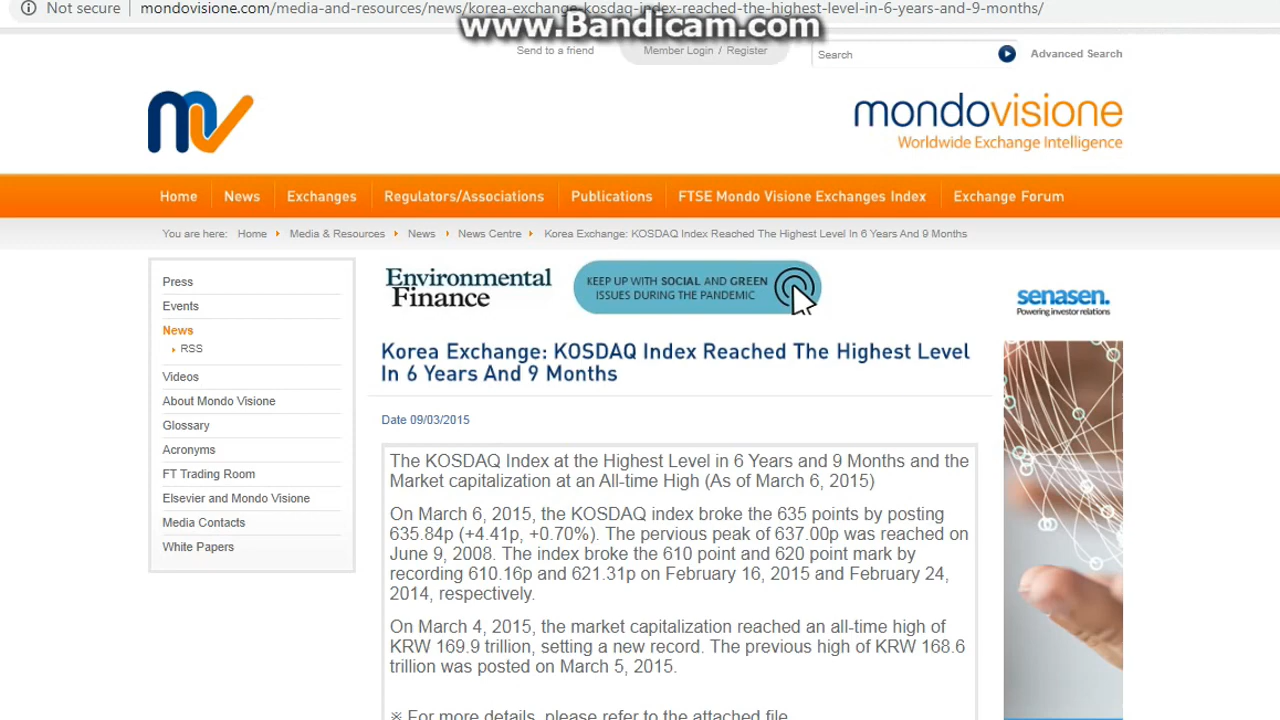 Not secure mondovisione.com/media-and-resources/news/korea-exchange-kosdaq-index-reached-the-highest-level-in-6-years-and-9-months/
www.Bandicam.com
Send to a friend
Member Login / Register
Search
Advanced Search
mv
mondovisione
Worldwide Exchange Intelligence
Home News Exchanges Regulators/Associations Publications FTSE Mondo Visione Exchanges Index Exchange Forum
You are here: Home Media & Resources News News Centre Korea Exchange: KOSDAQ Index Reached The Highest Level In 6 Years And 9 Months
Press
Events
News
RSS
Videos
About Mondo Visione
Glossary
Acronyms
FT Trading Room
Elsevier and Mondo Visione
Media Contacts
White Papers
Environmental
Finance
KEEP UP WITH SOCIAL AND GREEN
ISSUES DURING THE PANDEMIC
senasen.
Powering investor relations
Korea Exchange: KOSDAQ Index Reached The Highest Level
In 6 Years And 9 Months
Date 09/03/2015
The KOSDAQ Index at the Highest Level in 6 Years and 9 Months and the
Market capitalization at an All-time High (As of March 6, 2015)
On March 6, 2015, the KOSDAQ index broke the 635 points by posting
635.84p (+4.41p, +0.70%). The pervious peak of 637.00p was reached on
June 9, 2008. The index broke the 610 point and 620 point mark by
recording 610.16p and 621.31p on February 16, 2015 and February 24,
2014, respectively.
On March 4, 2015, the market capitalization reached an all-time high of
KRW 169.9 trillion, setting a new record. The previous high of KRW 168.6
trillion was posted on March 5, 2015.
※ For more details, please refer to the attached file